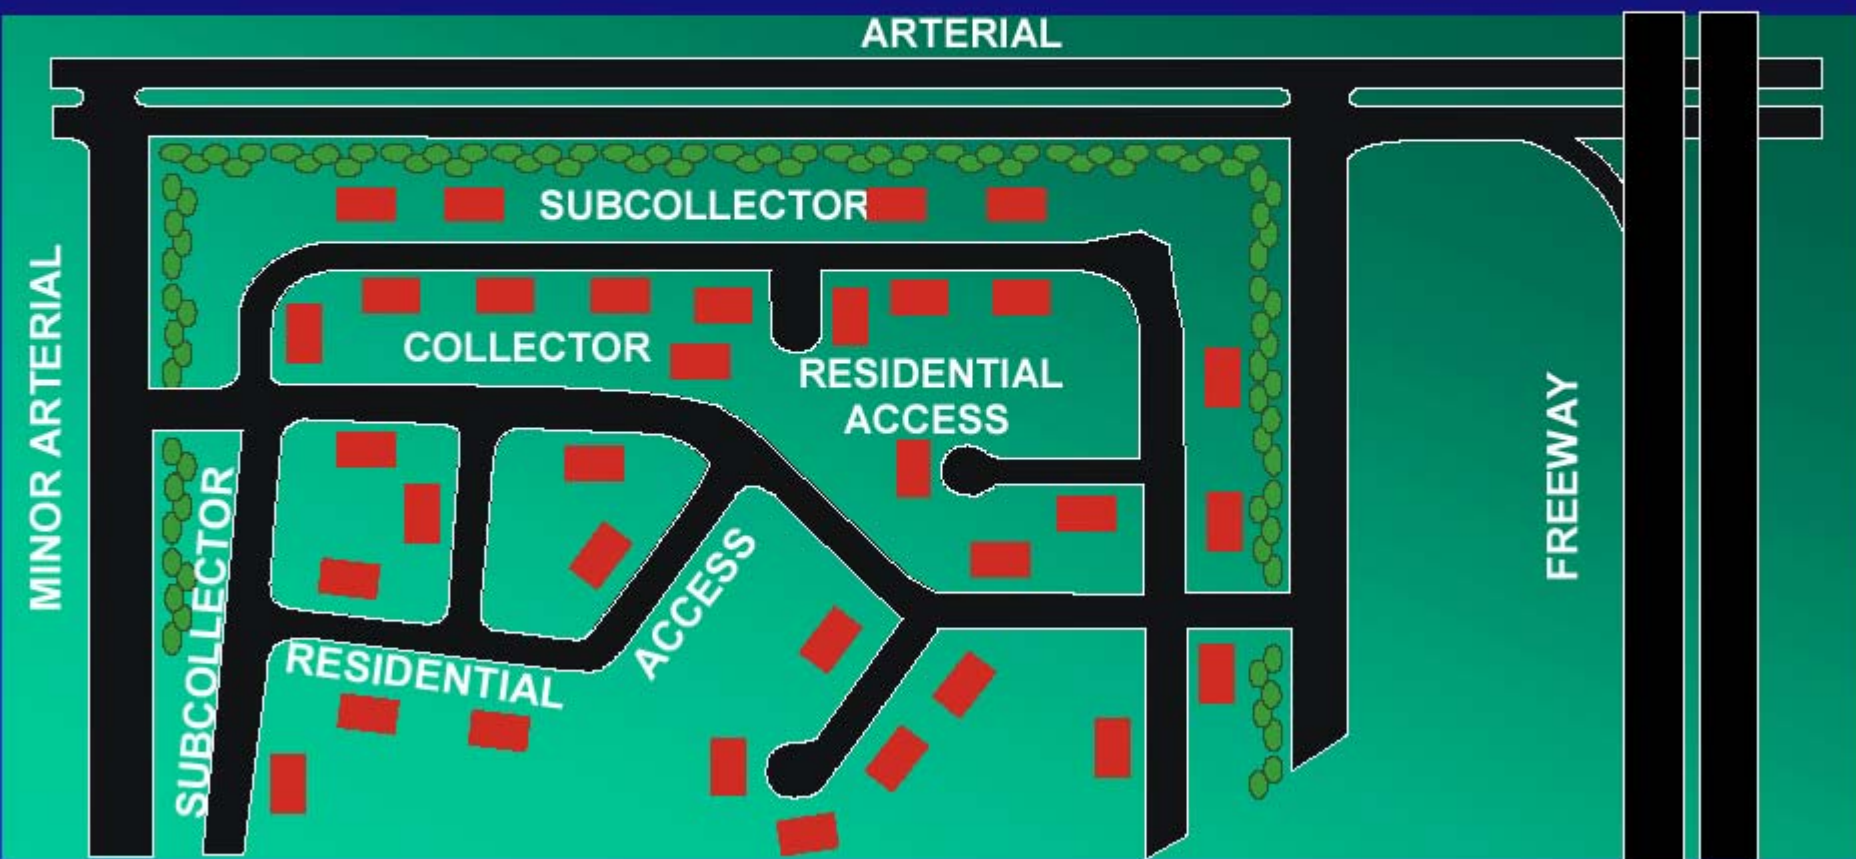 ARTERIAL
SUBCOLLECTOR
MINOR ARTERIAL
COLLECTOR
RESIDENTIAL
ACCESS
FREEWAY
SUBCOLLECTOR
RESIDENTIAL
ACCESS